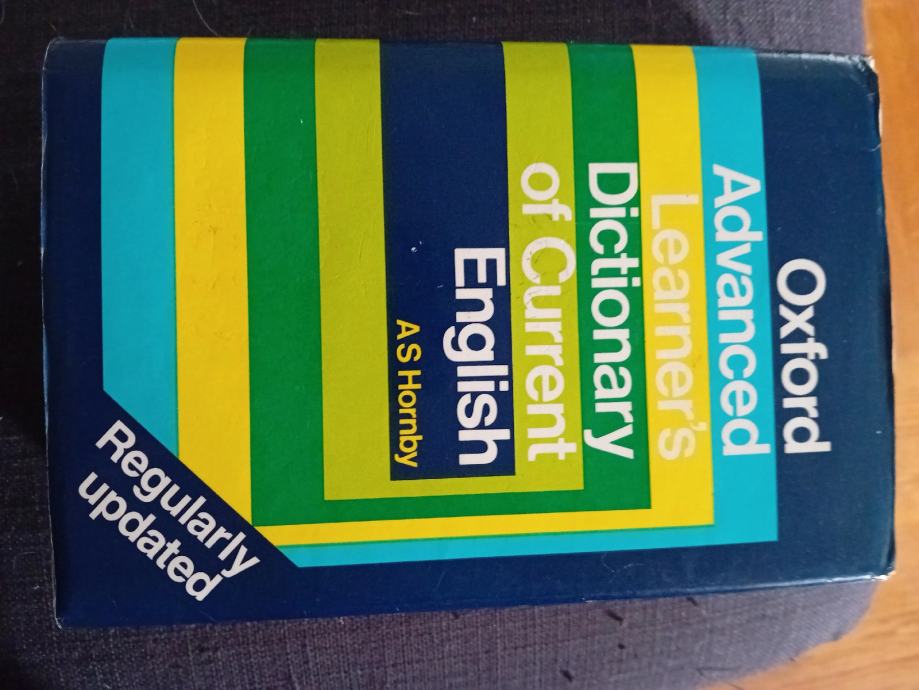 Oxford
Advanced
Learner's
Dictionary
of Current
English
A S Hornby
Regularly
updated